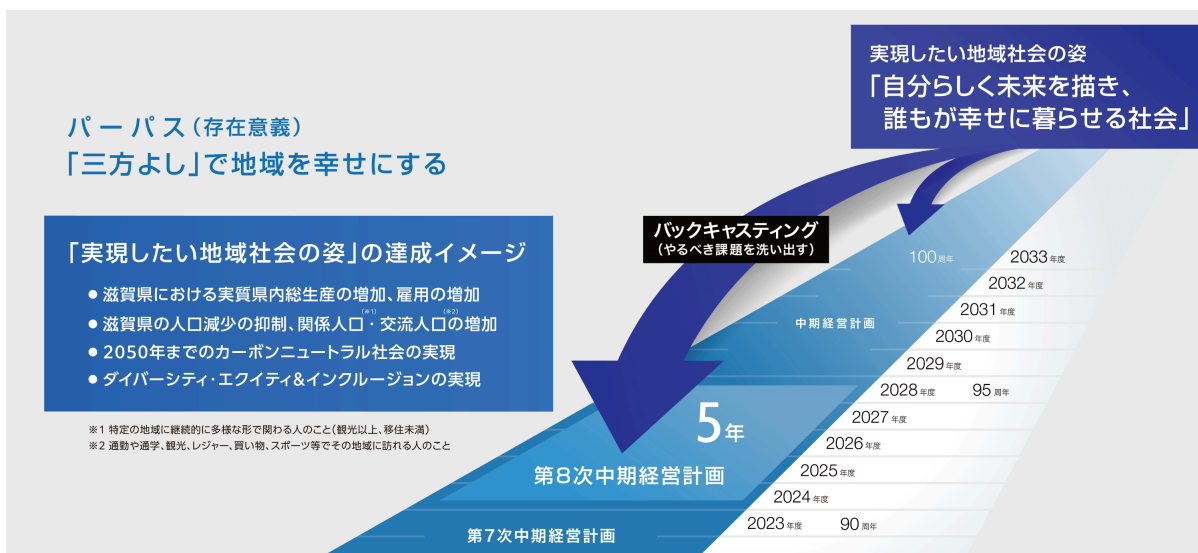 実現したい地域社会の姿
「自分らしく未来を描き、
誰もが幸せに暮らせる社会」
パーパス(存在意義)
「三方よし」で地域を幸せにする
「実現したい地域社会の姿」の達成イメージ
● 滋賀県における実質県内総生産の増加、雇用の増加
● 滋賀県の人口減少の抑制、関係人口(※1)・交流人口(※2)の増加
● 2050年までのカーボンニュートラル社会の実現
● ダイバーシティ・エクイティ&インクルージョンの実現
※1 特定の地域に継続的に多様な形で関わる人のこと(観光以上、移住未満)
※2 通勤や通学、観光、レジャー、買い物、スポーツ等でその地域に訪れる人のこと
バックキャスティング
(やるべき課題を洗い出す)
100周年 2033年度
2032年度
2031年度
中期経営計画
2030年度
2029年度
2028年度 95周年
2027年度
5年
2026年度
第8次中期経営計画
2025年度
2024年度
2023年度 90周年
第7次中期経営計画